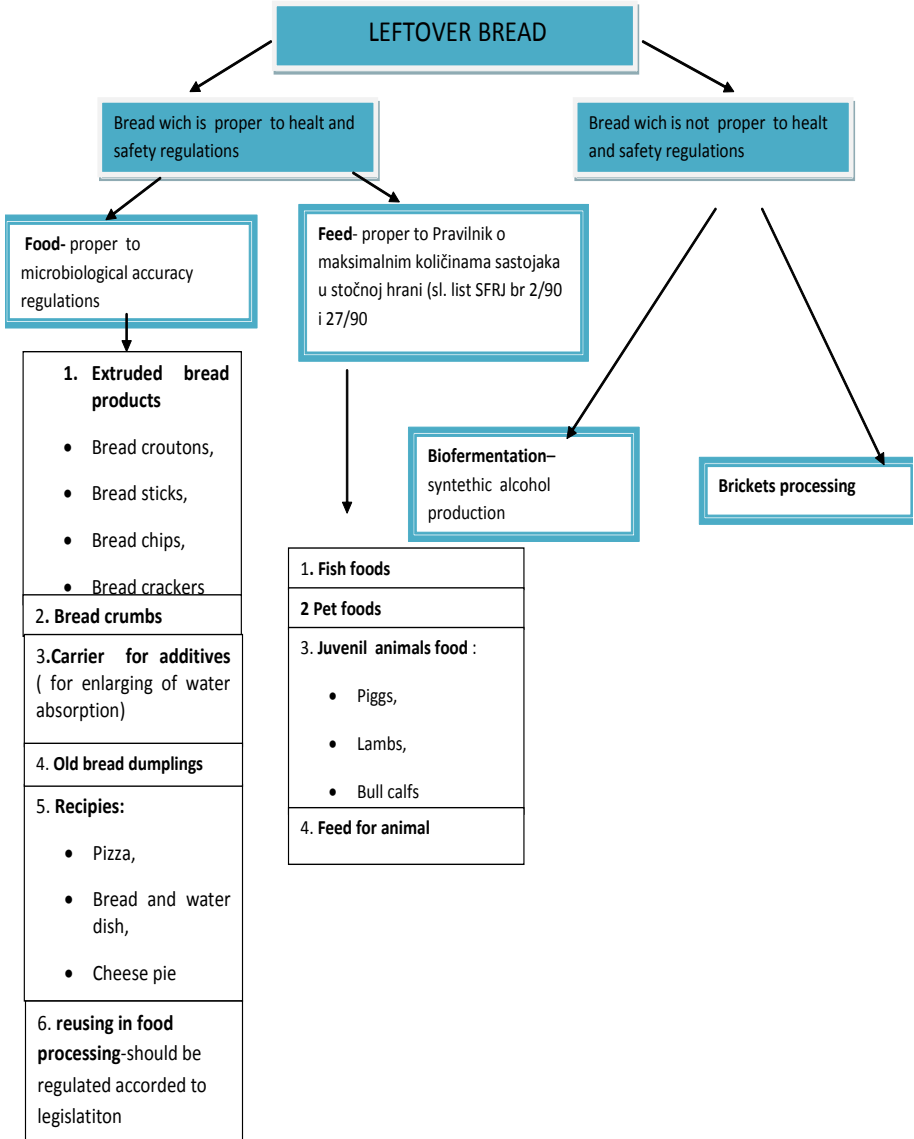 LEFTOVER BREAD
Bread wich is proper to healt and
safety regulations
Bread wich is not proper to healt
and safety regulations
Food- proper to
microbiological accuracy
regulations
Feed- proper to Pravilnik o
maksimalnim količinama sastojaka
u stočnoj hrani (sl. list SFRJ br 2/90
i 27/90
1. Extruded bread
products
• Bread croutons,
• Bread sticks,
• Bread chips,
• Bread crackers
2. Bread crumbs
3.Carrier for additives
( for enlarging of water
absorption)
4. Old bread dumplings
5. Recipies:
• Pizza,
• Bread and water
dish,
• Cheese pie
6. reusing in food
processing-should be
regulated accorded to
legislatiton
1. Fish foods
2 Pet foods
3. Juvenil animals food :
• Piggs,
• Lambs,
• Bull calfs
4. Feed for animal
Biofermentation–
syntethic alcohol
production
Brickets processing